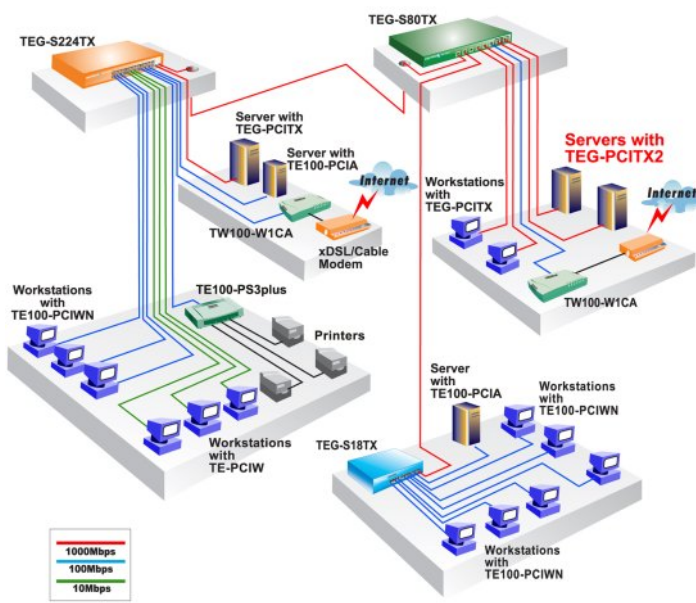 TEG-S224TX
TEG-S80TX
Server with
TEG-PCITX
Server with
TE100-PCIA
Internet
TW100-W1CA
xDSL/Cable
Modem
Servers with
TEG-PCITX2
Workstations
with
TEG-PCITX
Internet
TW100-W1CA
Workstations
with
TE100-PCIWN
TE100-PS3plus
Printers
Workstations
with
TE-PCIW
Server
with
TE100-PCIA
Workstations
with
TE100-PCIWN
TEG-S18TX
Workstations
with
TE100-PCIWN
1000Mbps
100Mbps
10Mbps